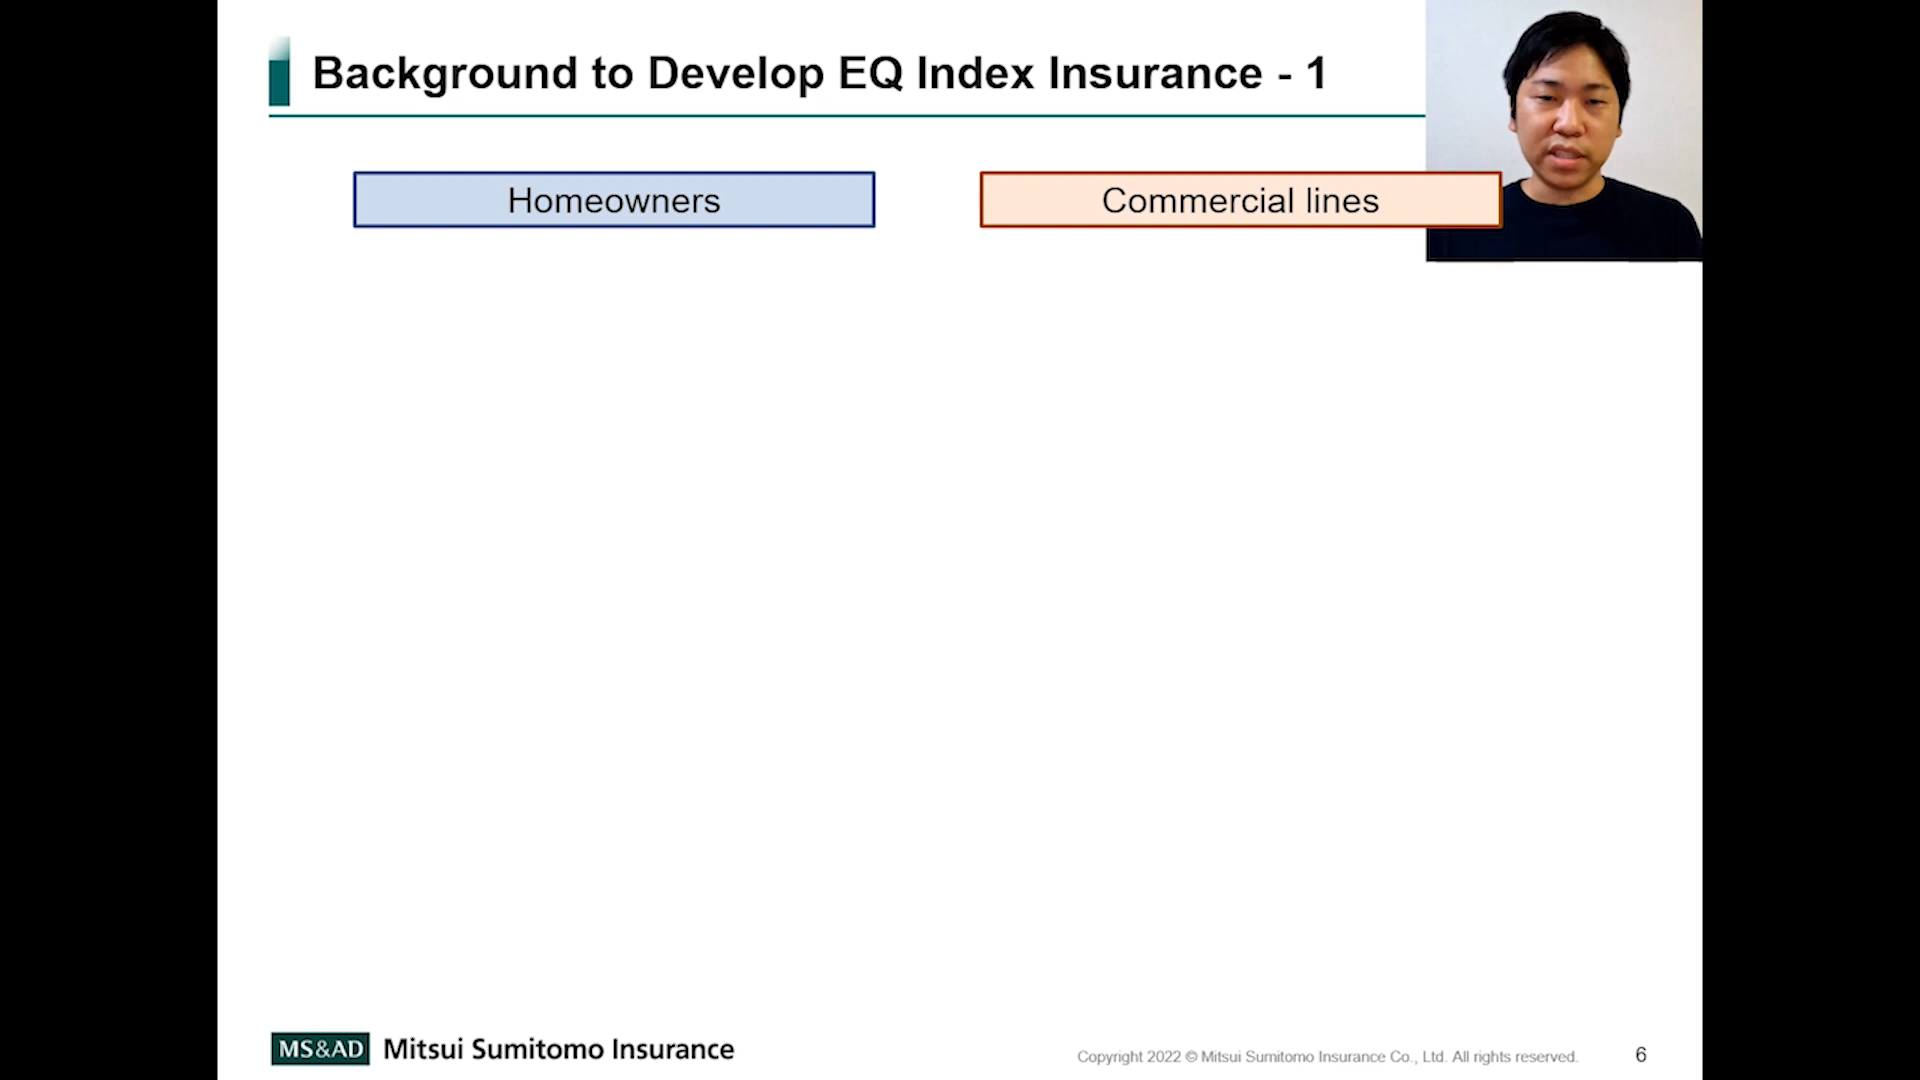 Background to Develop EQ Index Insurance - 1
Homeowners
Commercial lines
MS&AD Mitsui Sumitomo Insurance
Copyright 2022 © Mitsui Sumitomo Insurance Co., Ltd. All rights reserved.
6